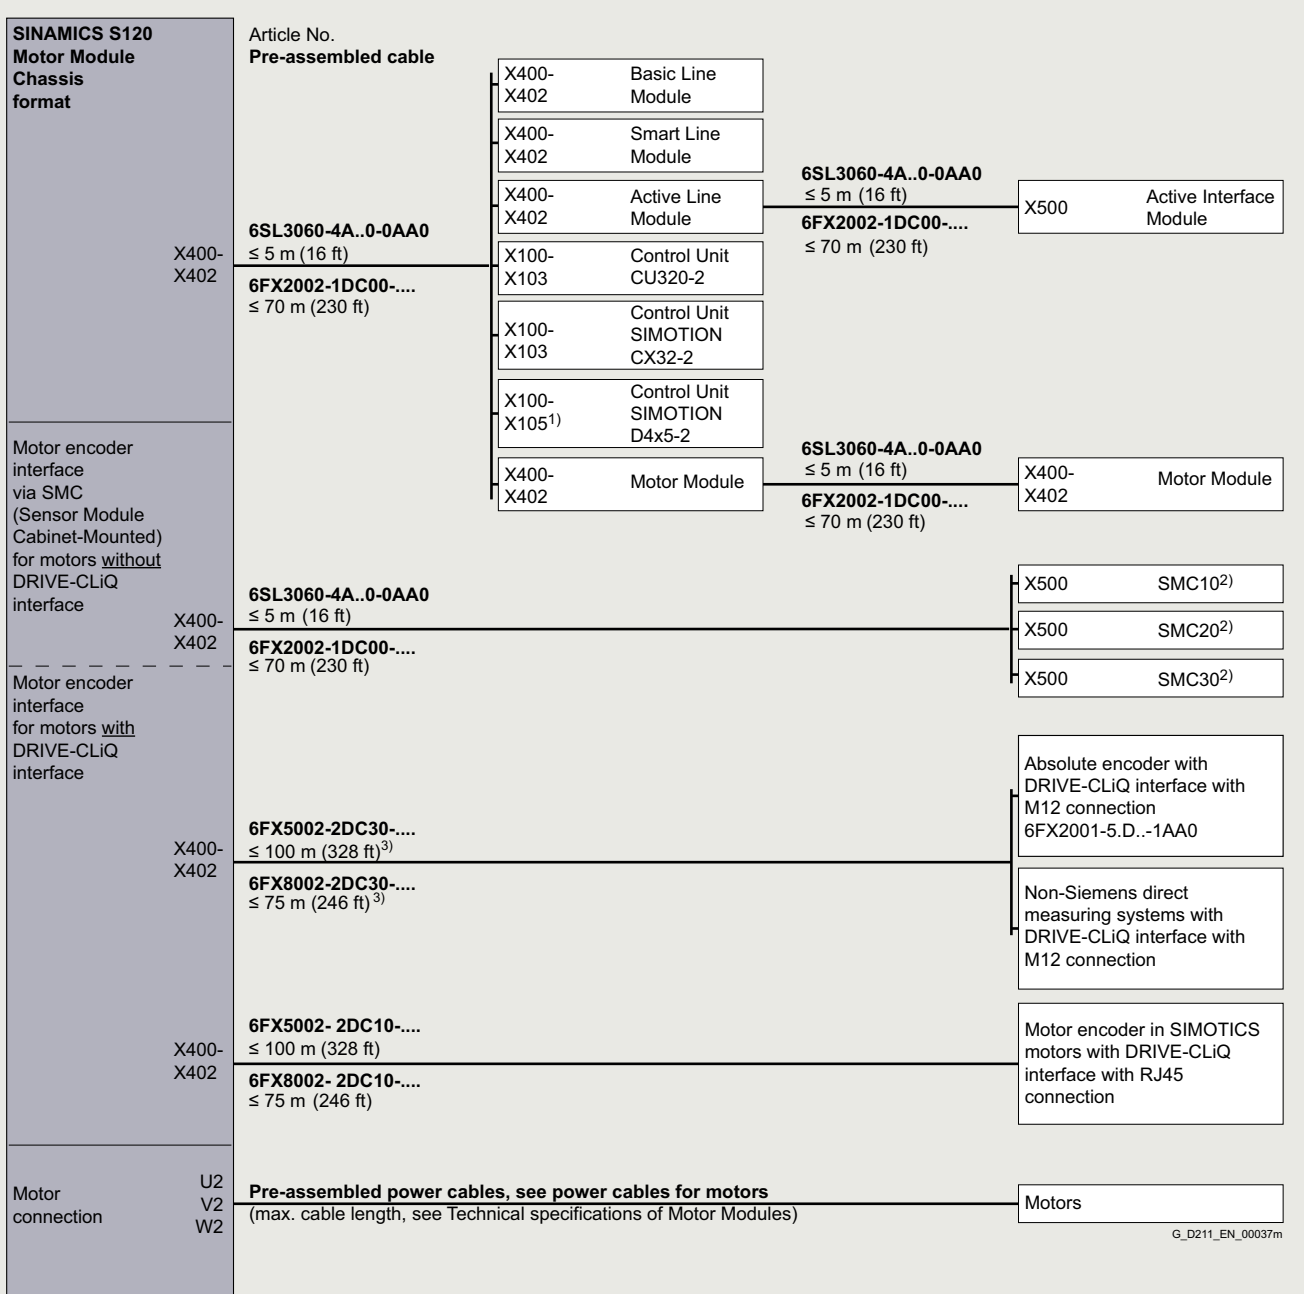 SINAMICS S120
Motor Module
Chassis
format
Article No.
Pre-assembled cable
X400-
X402
6SL3060-4A..0-0AA0
≤ 5 m (16 ft)
6FX2002-1DC00-....
≤ 70 m (230 ft)
X400-
X402
Basic Line
Module
X400-
X402
Smart Line
Module
X400-
X402
Active Line
Module
6SL3060-4A..0-0AA0
≤ 5 m (16 ft)
6FX2002-1DC00-....
≤ 70 m (230 ft)
X500
Active Interface
Module
X100-
X103
Control Unit
CU320-2
X100-
X103
Control Unit
SIMOTION
CX32-2
X100-
X105¹⁾
Control Unit
SIMOTION
D4x5-2
X400-
X402
Motor Module
6SL3060-4A..0-0AA0
≤ 5 m (16 ft)
6FX2002-1DC00-....
≤ 70 m (230 ft)
X400-
X402
Motor Module
Motor encoder
interface
via SMC
(Sensor Module
Cabinet-Mounted)
for motors without
DRIVE-CLiQ
interface
X400-
X402
6SL3060-4A..0-0AA0
≤ 5 m (16 ft)
6FX2002-1DC00-....
≤ 70 m (230 ft)
X500 SMC10²⁾
X500 SMC20²⁾
X500 SMC30²⁾
Motor encoder
interface
for motors with
DRIVE-CLiQ
interface
X400-
X402
6FX5002-2DC30-....
≤ 100 m (328 ft)³⁾
6FX8002-2DC30-....
≤ 75 m (246 ft)³⁾
Absolute encoder with
DRIVE-CLiQ interface with
M12 connection
6FX2001-5.D..-1AA0
Non-Siemens direct
measuring systems with
DRIVE-CLiQ interface with
M12 connection
X400-
X402
6FX5002- 2DC10-....
≤ 100 m (328 ft)
6FX8002- 2DC10-....
≤ 75 m (246 ft)
Motor encoder in SIMOTICS
motors with DRIVE-CLiQ
interface with RJ45
connection
Motor
connection
U2
V2
W2
Pre-assembled power cables, see power cables for motors
(max. cable length, see Technical specifications of Motor Modules)
Motors
G_D211_EN_00037m